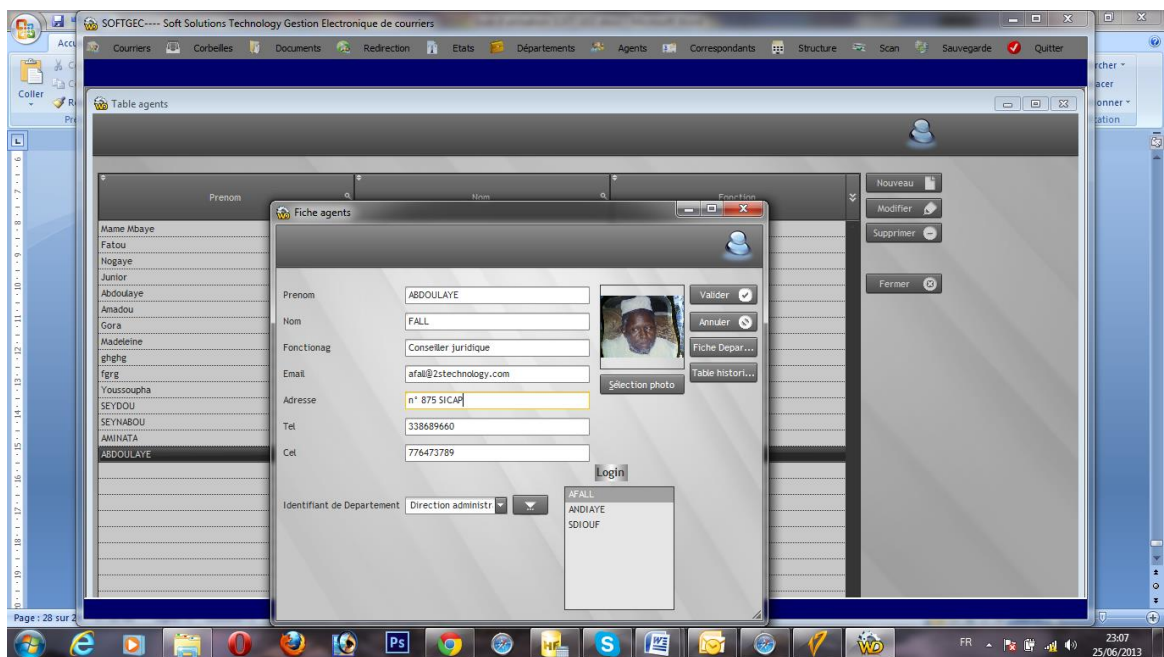 SOFTGEC---- Soft Solutions Technology Gestion Electronique de courriers
Courriers Corbeilles Documents Redirection Etats Départements Agents Correspondants Structure Scan Sauvegarde Quitter
Coller
Table agents
Prenom Nom Fonction
Nouveau
Modifier
Supprimer
Fermer
Mame Mbaye
Fatou
Nogaye
Junior
Abdoulaye
Amadou
Gora
Madeleine
ghghg
fgrg
Youssoupha
SEYDOU
SEYNABOU
AMINATA
ABDOULAYE
Fiche agents
Prenom ABDOULAYE
Nom FALL
Fonctionag Conseiller juridique
Email afall@2stechnology.com
Adresse n° 875 SICAP
Tel 338689660
Cel 776473789
Identifiant de Departement Direction administr
Valider
Annuler
Fiche Depar...
Table histori...
Sélection photo
Login
AFALL
ANDIAYE
SDIOUF
Page : 28 sur 2
Ps
HF
S
W
WD
FR 23:07
25/06/2013